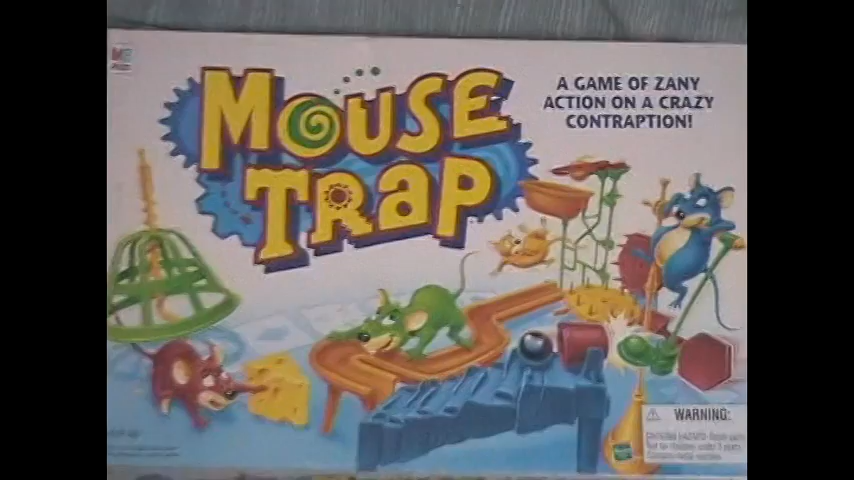 MOUSE
TRAP
A GAME OF ZANY
ACTION ON A CRAZY
CONTRAPTION!
WARNING: